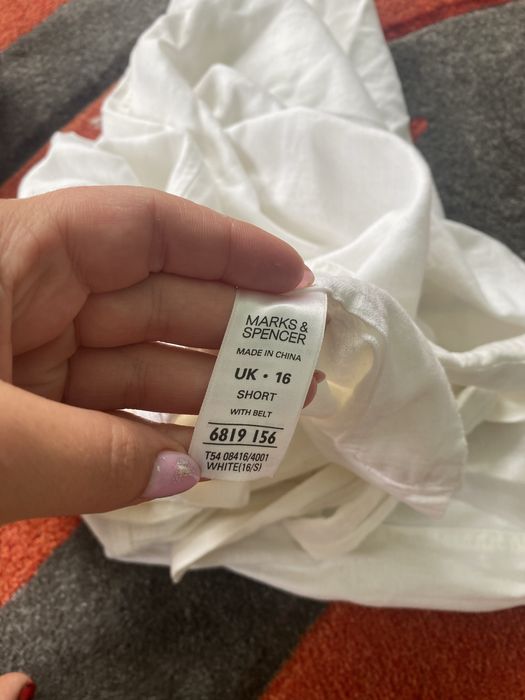 MARKS &
SPENCER
MADE IN CHINA
UK • 16
SHORT
WITH BELT
6819 156
T54 08416/4001
WHITE(16/S)